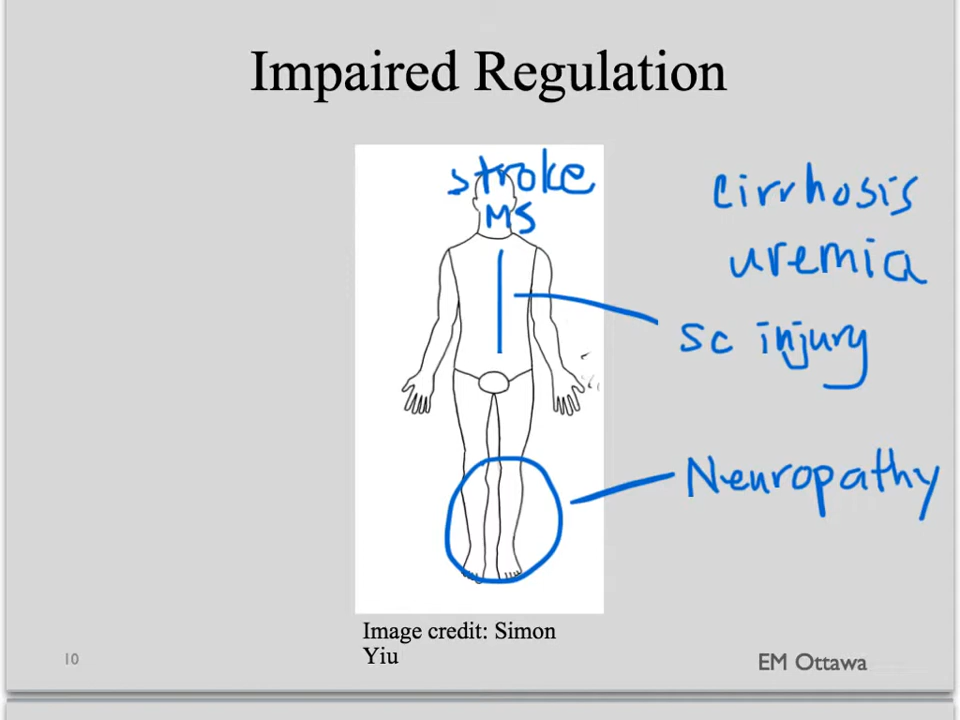 Impaired Regulation
stroke
MS
cirrhosis
uremia
sc injury
Neuropathy
Image credit: Simon
Yiu
10
EM Ottawa